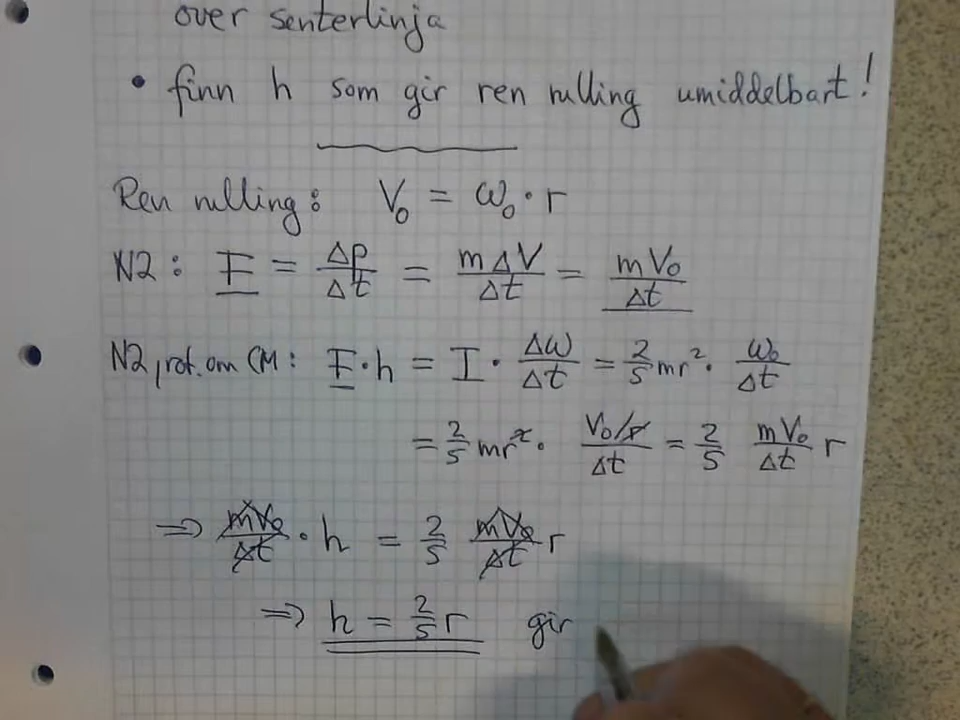 over senterlinja
• finn h som gir ren rulling umiddelbart!
Ren rulling: V₀ = ω₀ · r
N2: F = Δp/Δt = mΔV/Δt = mV₀/Δt
N2, rot. om CM: F · h = I · Δω/Δt = 2/5 mr² · ω₀/Δt
= 2/5 mr² · V₀/r/Δt = 2/5 mV₀/Δt r
⇒ mV₀/Δt · h = 2/5 mV₀/Δt r
⇒ h = 2/5 r gir